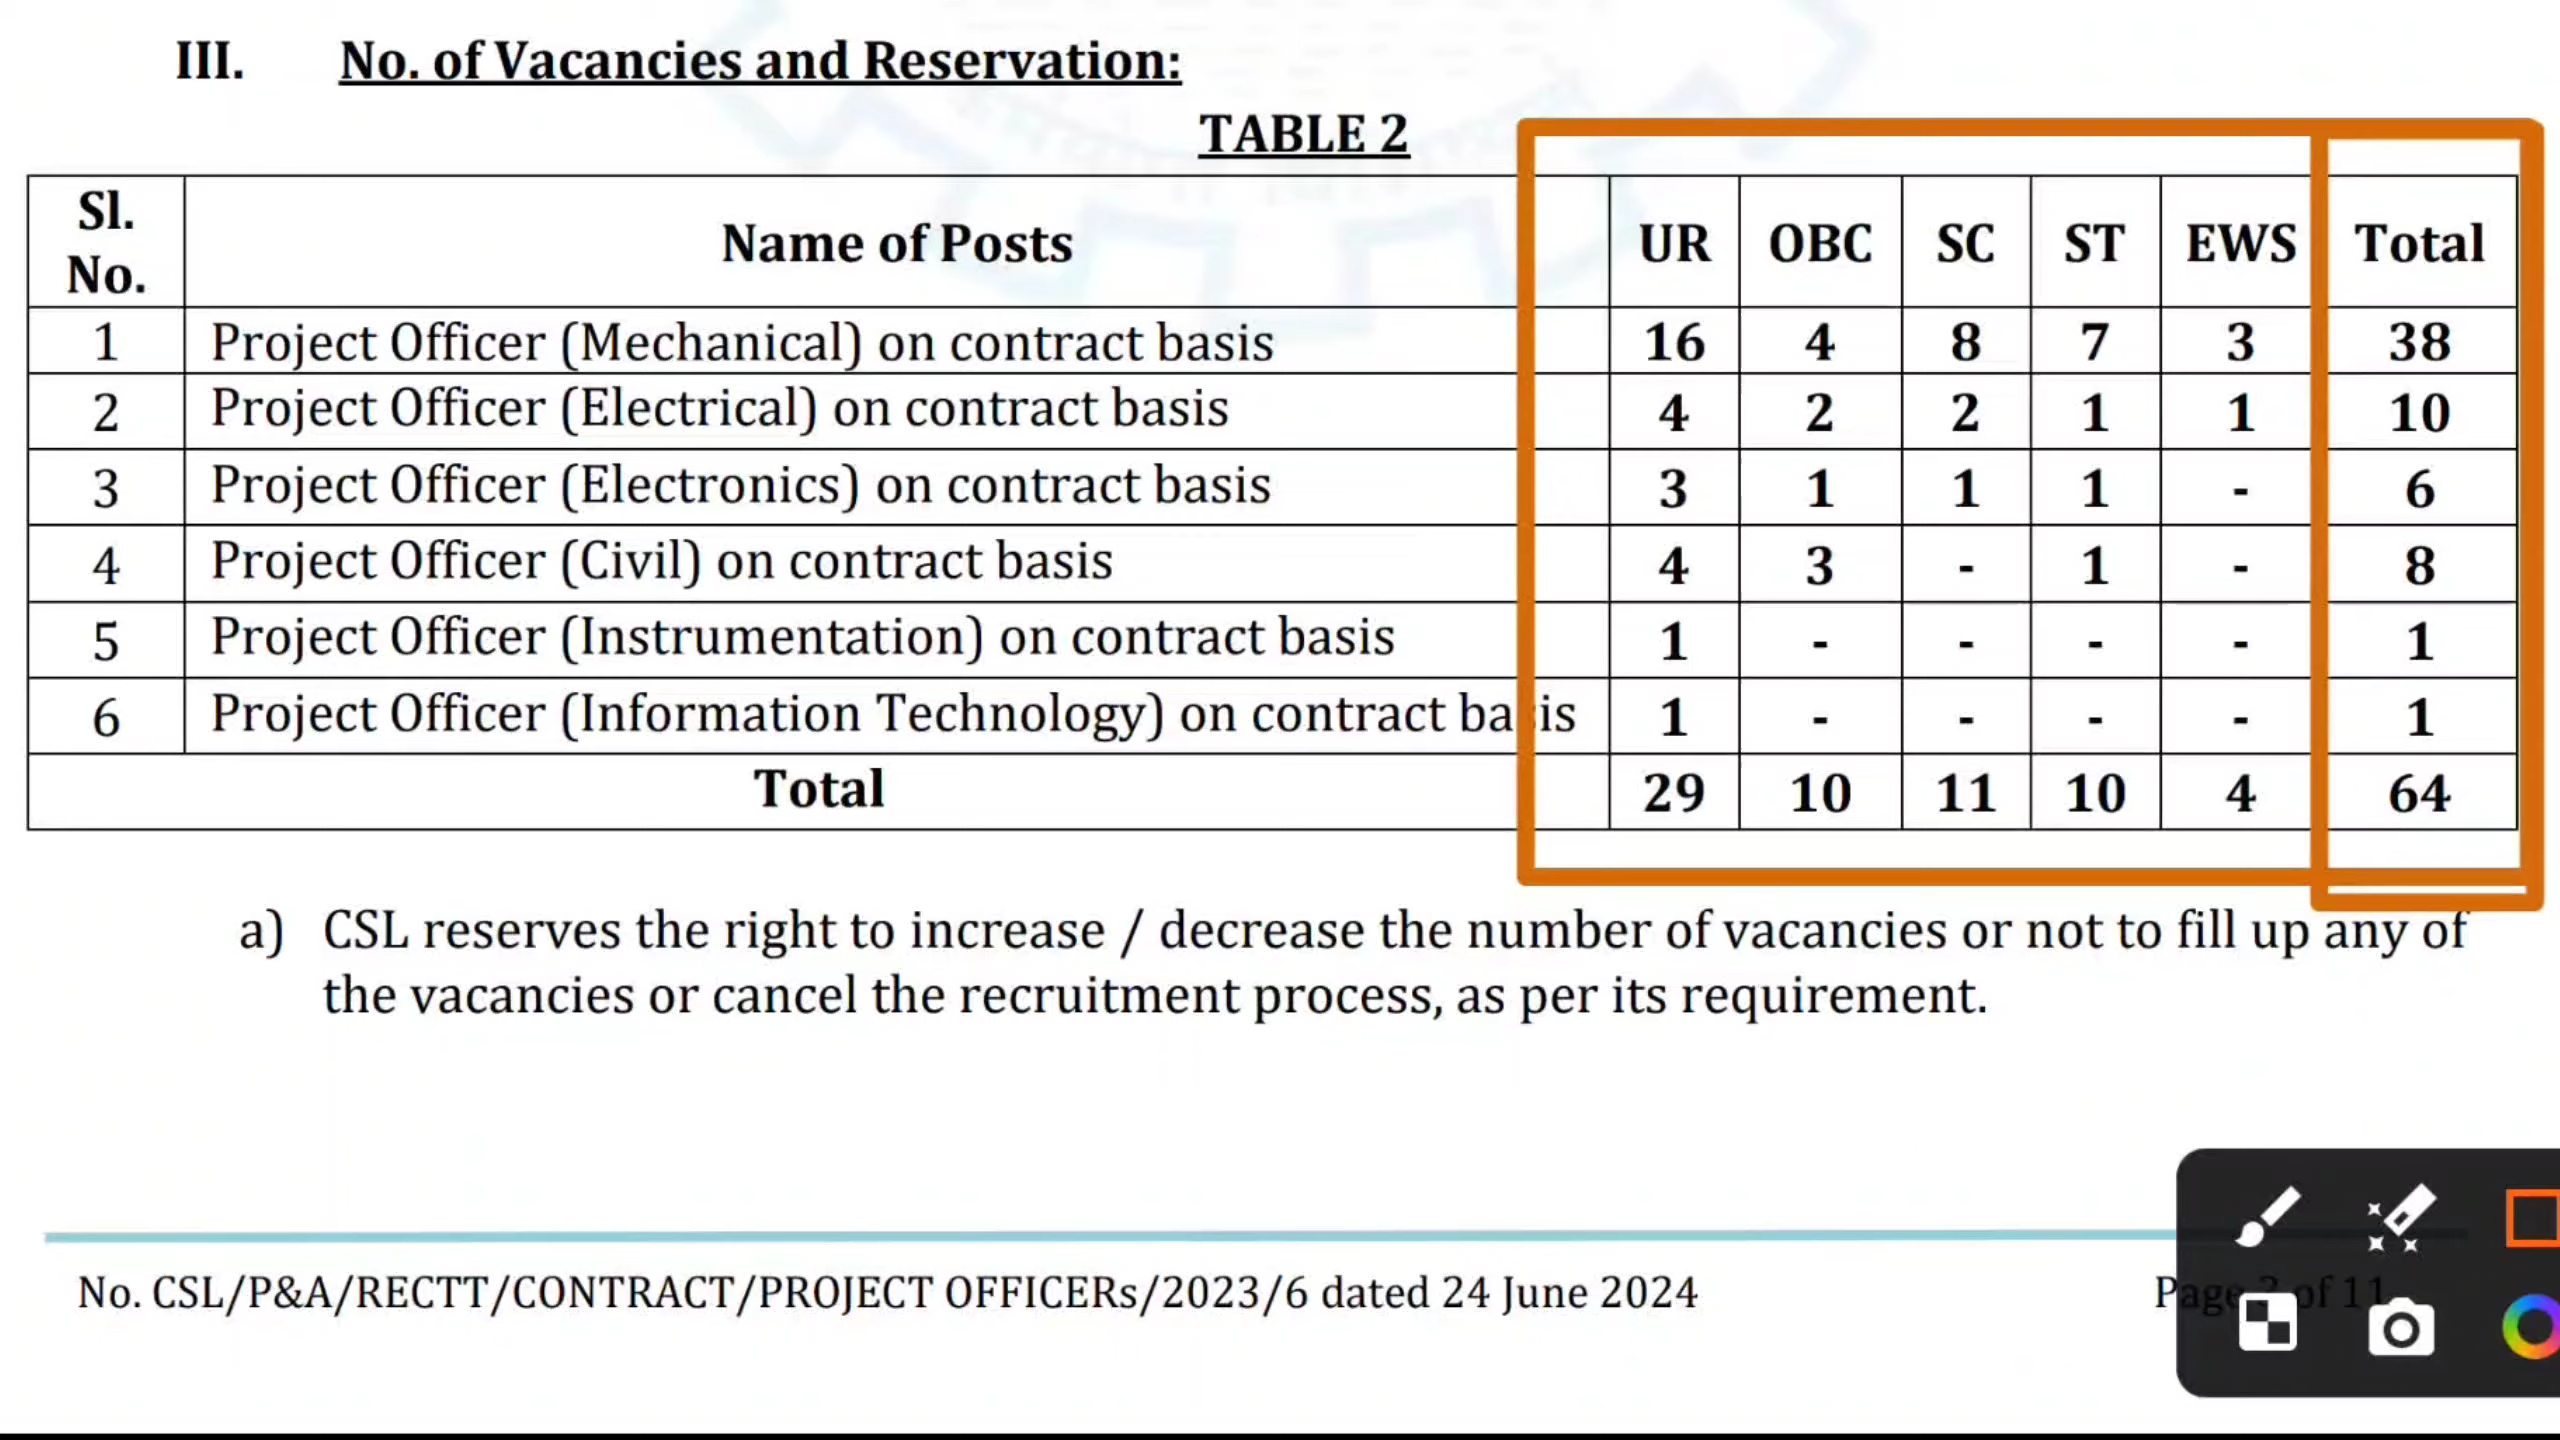 III. No. of Vacancies and Reservation:
TABLE 2
Sl. No. Name of Posts UR OBC SC ST EWS Total
1 Project Officer (Mechanical) on contract basis 16 4 8 7 3 38
2 Project Officer (Electrical) on contract basis 4 2 2 1 1 10
3 Project Officer (Electronics) on contract basis 3 1 1 1 - 6
4 Project Officer (Civil) on contract basis 4 3 - 1 - 8
5 Project Officer (Instrumentation) on contract basis 1 - - - - 1
6 Project Officer (Information Technology) on contract basis 1 - - - - 1
Total 29 10 11 10 4 64
a) CSL reserves the right to increase / decrease the number of vacancies or not to fill up any of
the vacancies or cancel the recruitment process, as per its requirement.
No. CSL/P&A/RECTT/CONTRACT/PROJECT OFFICERs/2023/6 dated 24 June 2024 Page 3 of 11